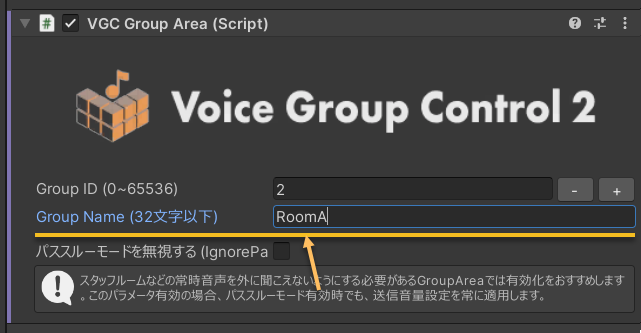 VGC Group Area (Script)
Voice Group Control 2
Group ID (0~65536) 2 - +
Group Name (32文字以下) RoomA
パススルーモードを無視する (IgnorePa
スタッフルームなどの常時音声を外に聞こえないようにする必要があるGroupAreaでは有効化をおすすめします
。このパラメータ有効の場合、パススルーモード有効時でも、送信音量設定を常に適用します。